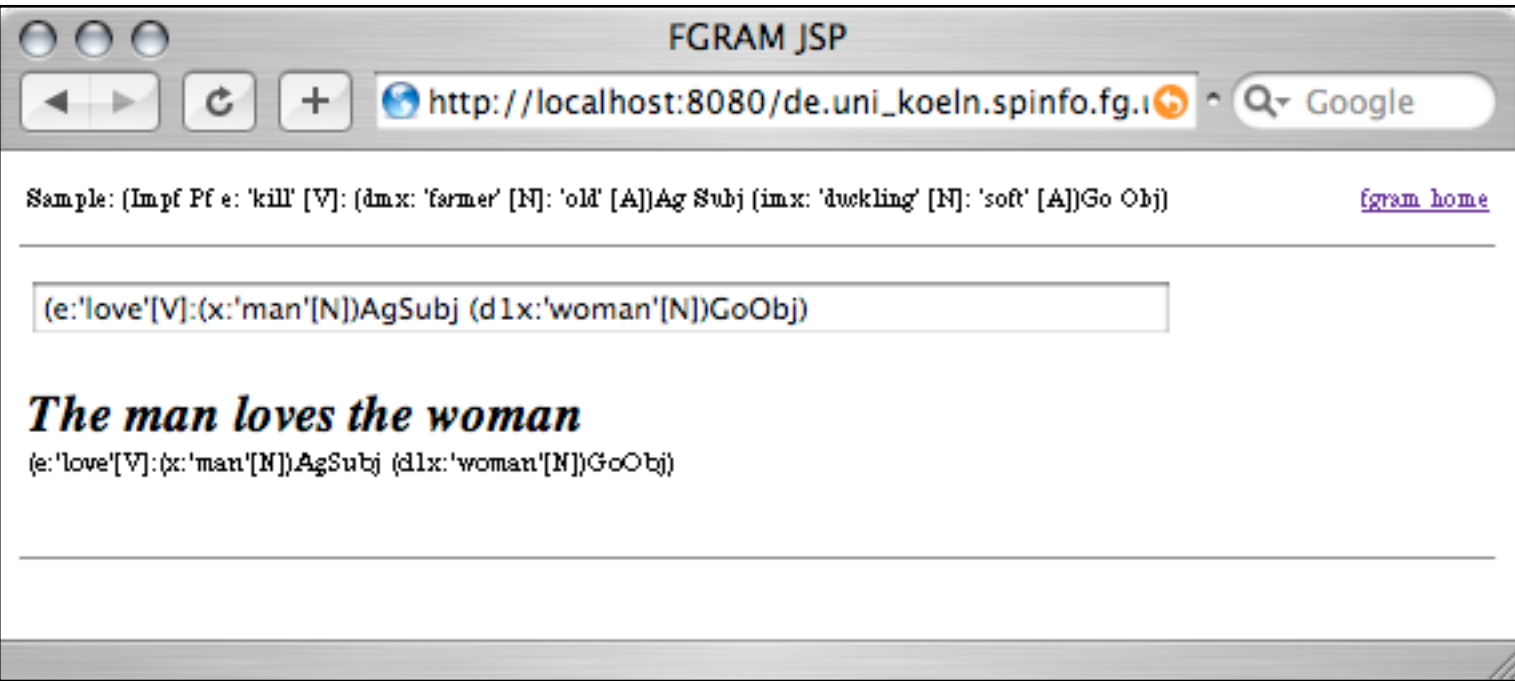 FGRAM JSP
http://localhost:8080/de.uni_koeln.spinfo.fg. Google
Sample: (Impf Pf e: 'kill' [V]: (dmx: 'farmer' [N]: 'old' [A])Ag Subj (imx: 'duckling' [N]: 'soft' [A])Go Obj) fgram home
(e:'love'[V]:(x:'man'[N])AgSubj (d1x:'woman'[N])GoObj)
The man loves the woman
(e:'love'[V]:(x:'man'[N])AgSubj (d1x:'woman'[N])GoObj)